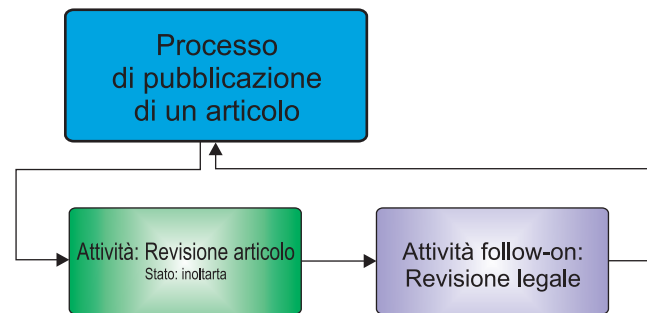 Processo
di pubblicazione
di un articolo
Attività: Revisione articolo
Stato: inoltarta
Attività follow-on:
Revisione legale